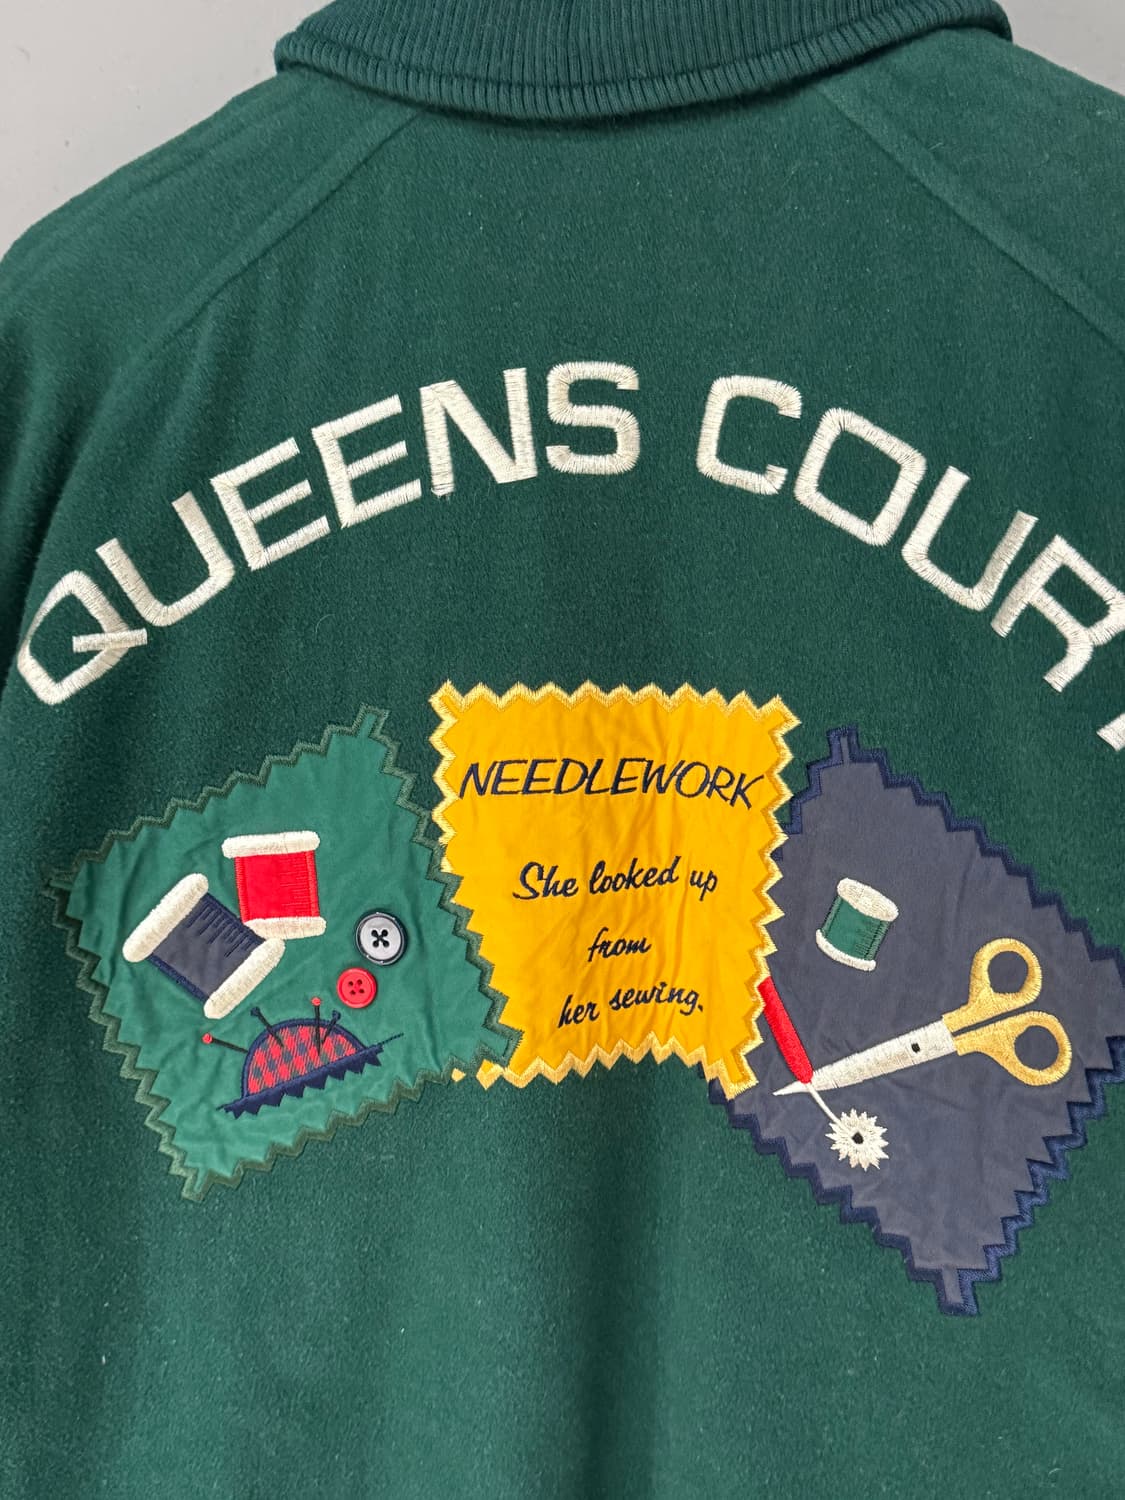 QUEENS COURT
NEEDLEWORK
She looked up
from
her sewing.